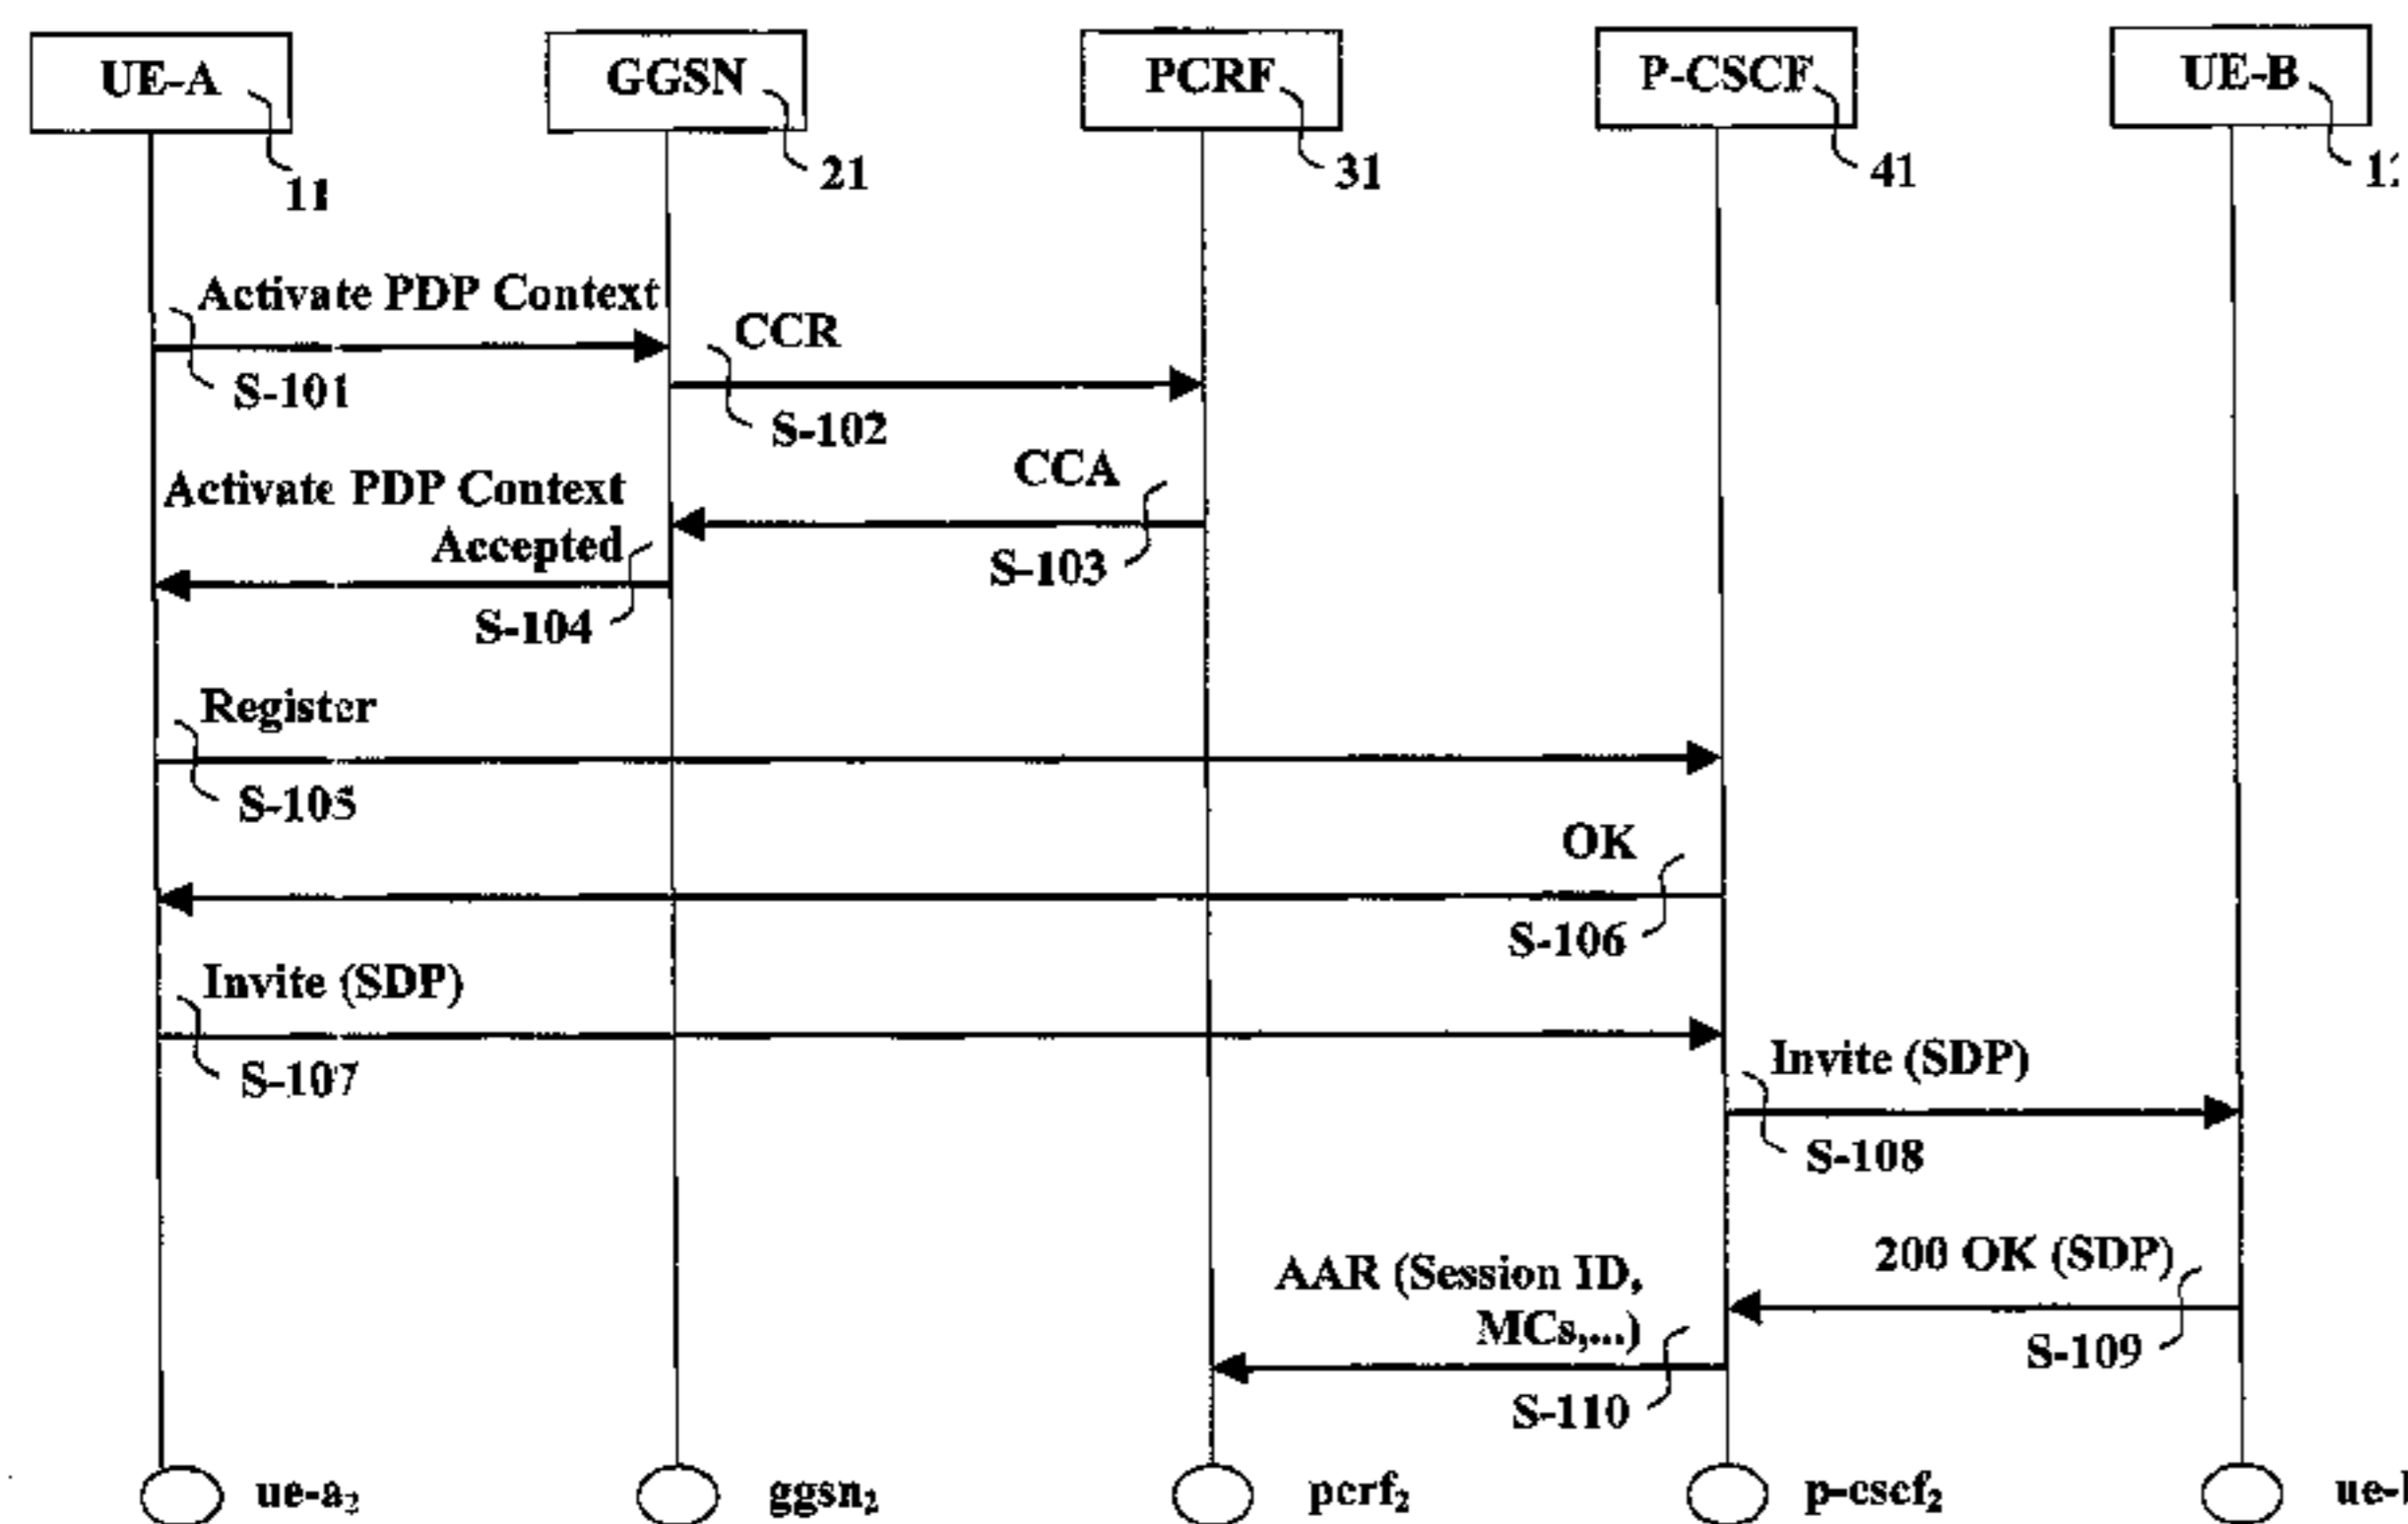 UE-A
GGSN
PCRF
P-CSCF
UE-B
11
21
31
41
Activate PDP Context
S-101
CCR
S-102
CCA
S-103
Activate PDP Context
Accepted
S-104
Register
S-105
OK
S-106
Invite (SDP)
S-107
Invite (SDP)
S-108
200 OK (SDP)
S-109
AAR (Session ID,
MCs,...)
S-110
ue-a₂
ggsn₂
pcrf₂
p-cscf₂